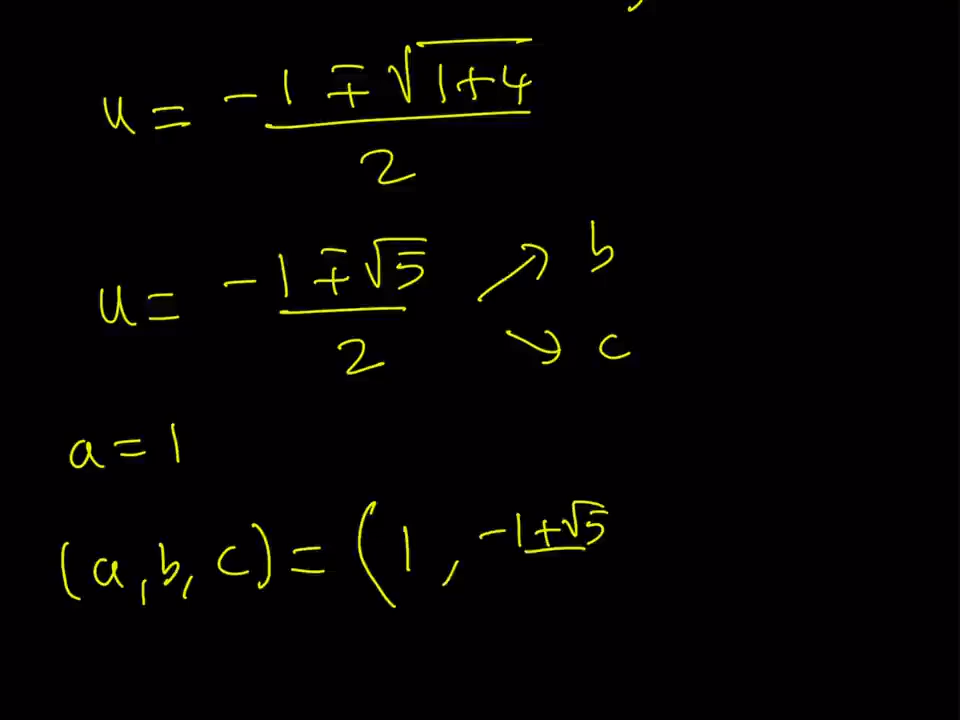 u = (-1 ∓ √(1+4))/2
u = (-1 ∓ √5)/2 ↗ b ↘ c
a = 1
(a, b, c) = (1, -1+√5